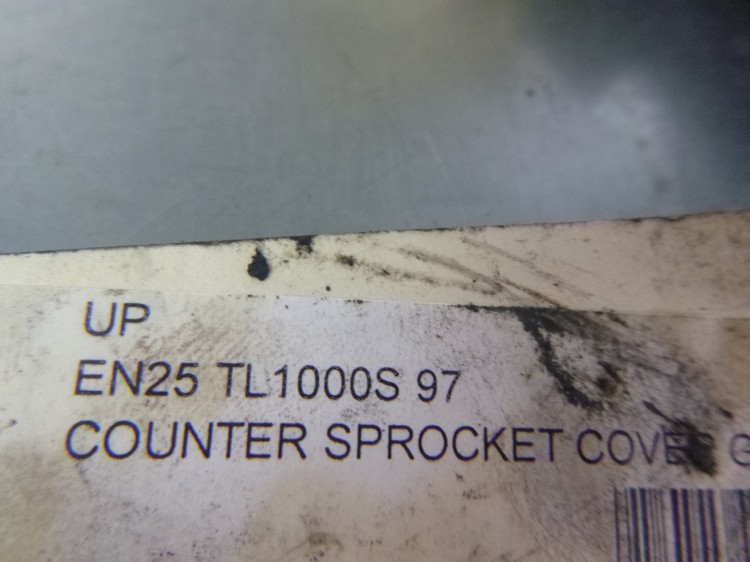 UP
EN25 TL1000S 97
COUNTER SPROCKET COVER G